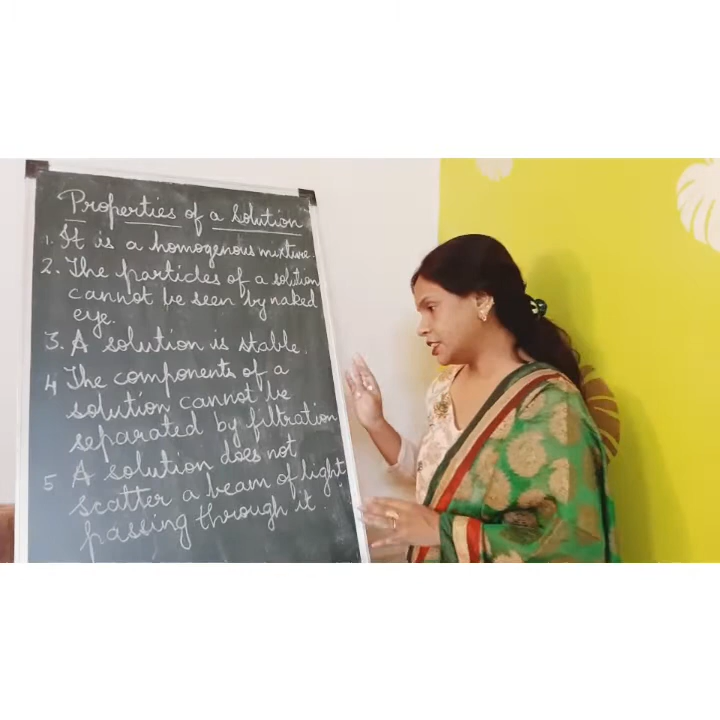 Properties of a solution
1. It is a homogenous mixture.
2. The particles of a solution
cannot be seen by naked
eye.
3. A solution is stable.
4 The components of a
solution cannot be
separated by filtration
5 A solution does not
scatter a beam of light
passing through it.